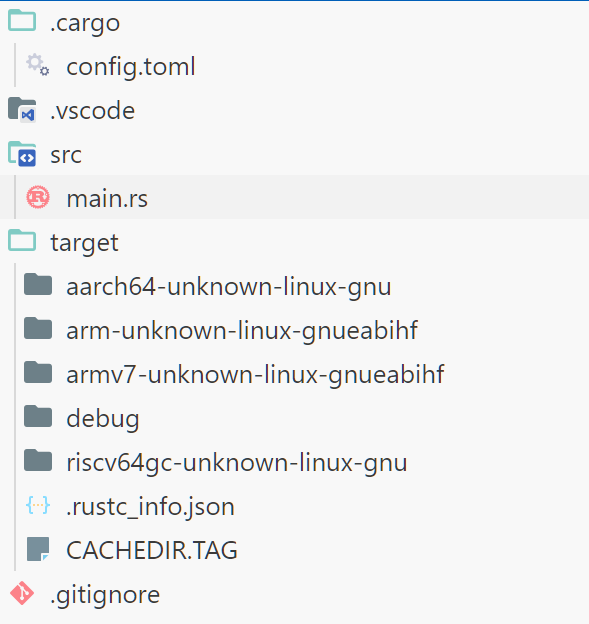 .cargo
config.toml
.vscode
src
main.rs
target
aarch64-unknown-linux-gnu
arm-unknown-linux-gnueabihf
armv7-unknown-linux-gnueabihf
debug
riscv64gc-unknown-linux-gnu
.rustc_info.json
CACHEDIR.TAG
.gitignore